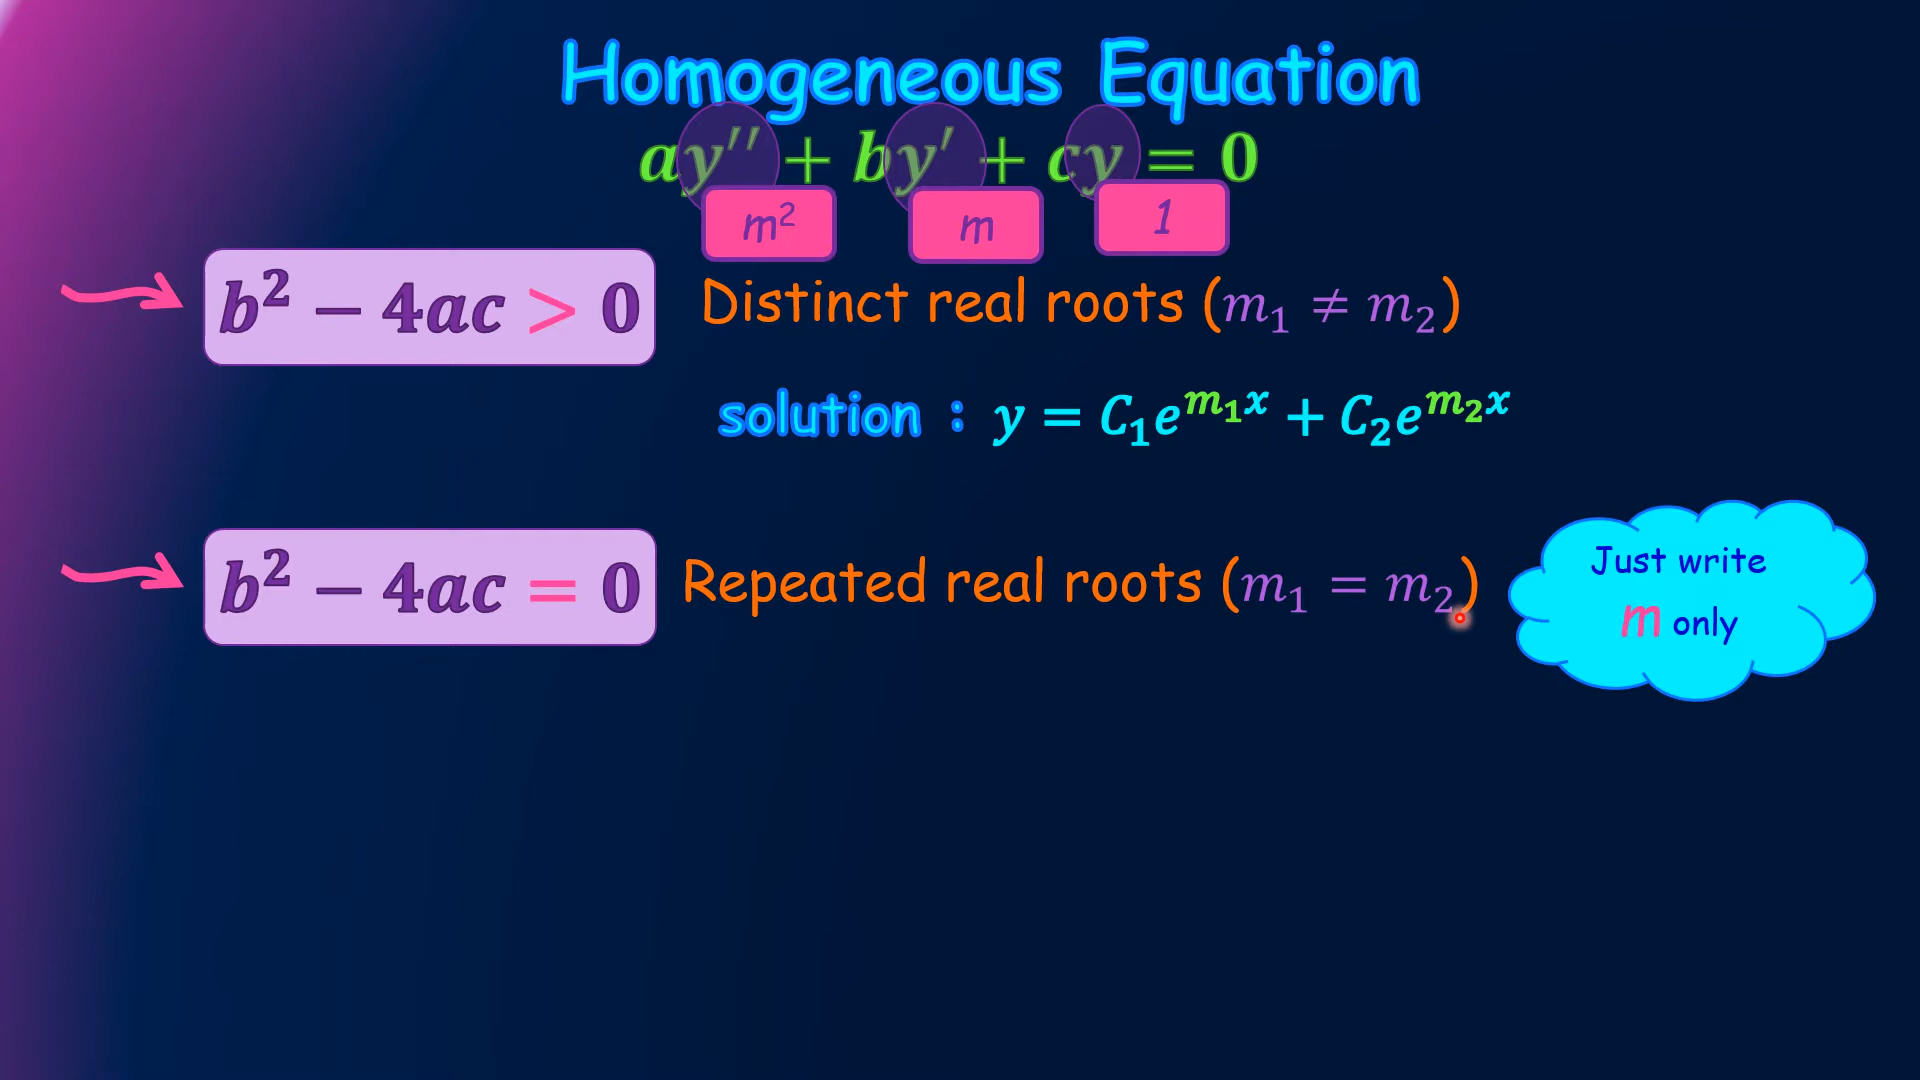 Homogeneous Equation
ay'' + by' + cy = 0
m² m 1
b² − 4ac > 0 Distinct real roots (m₁ ≠ m₂)
solution : y = C₁e^{m₁x} + C₂e^{m₂x}
b² − 4ac = 0 Repeated real roots (m₁ = m₂)
Just write
m only